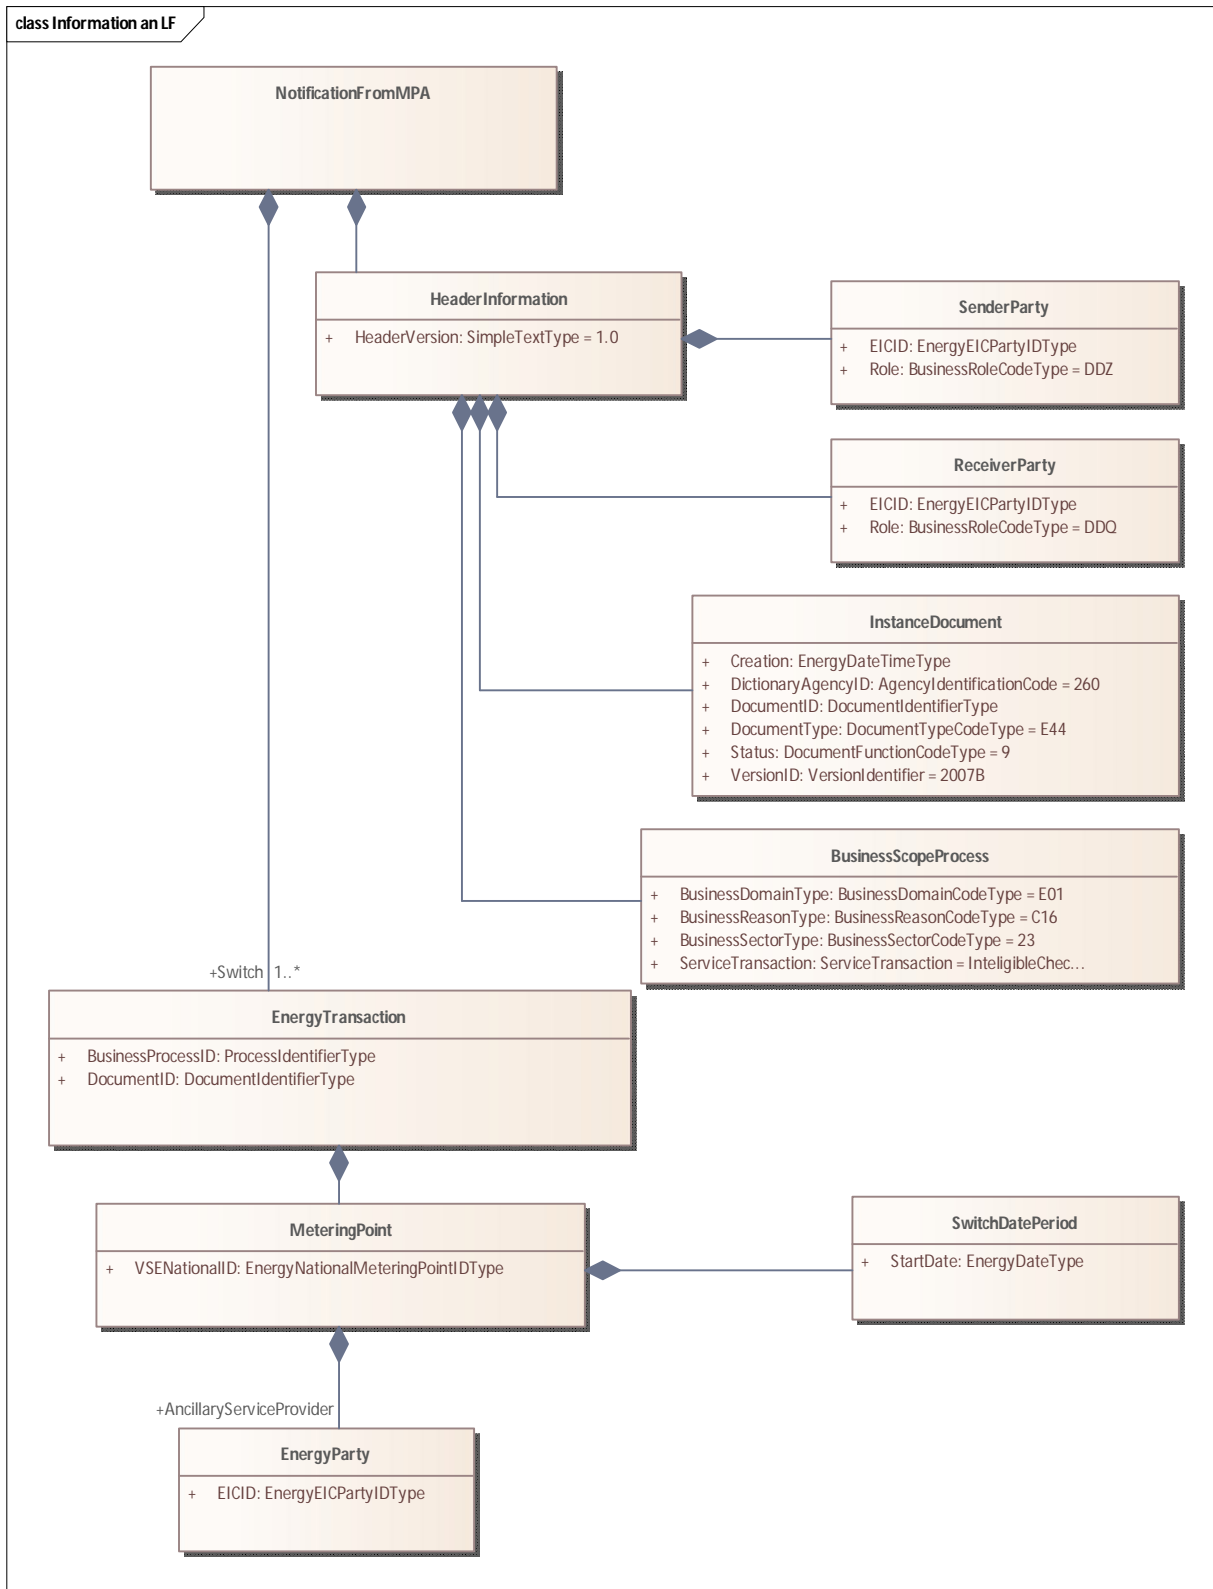 class Information an LF
NotificationFromMPA
HeaderInformation
+ HeaderVersion: SimpleTextType = 1.0
SenderParty
+ EICID: EnergyEICPartyIDType
+ Role: BusinessRoleCodeType = DDZ
ReceiverParty
+ EICID: EnergyEICPartyIDType
+ Role: BusinessRoleCodeType = DDQ
InstanceDocument
+ Creation: EnergyDateTimeType
+ DictionaryAgencyID: AgencyIdentificationCode = 260
+ DocumentID: DocumentIdentifierType
+ DocumentType: DocumentTypeCodeType = E44
+ Status: DocumentFunctionCodeType = 9
+ VersionID: VersionIdentifier = 2007B
BusinessScopeProcess
+ BusinessDomainType: BusinessDomainCodeType = E01
+ BusinessReasonType: BusinessReasonCodeType = C16
+ BusinessSectorType: BusinessSectorCodeType = 23
+ ServiceTransaction: ServiceTransaction = InteligibleChec...
+Switch 1..*
EnergyTransaction
+ BusinessProcessID: ProcessIdentifierType
+ DocumentID: DocumentIdentifierType
MeteringPoint
+ VSENationalID: EnergyNationalMeteringPointIDType
SwitchDatePeriod
+ StartDate: EnergyDateType
+AncillaryServiceProvider
EnergyParty
+ EICID: EnergyEICPartyIDType